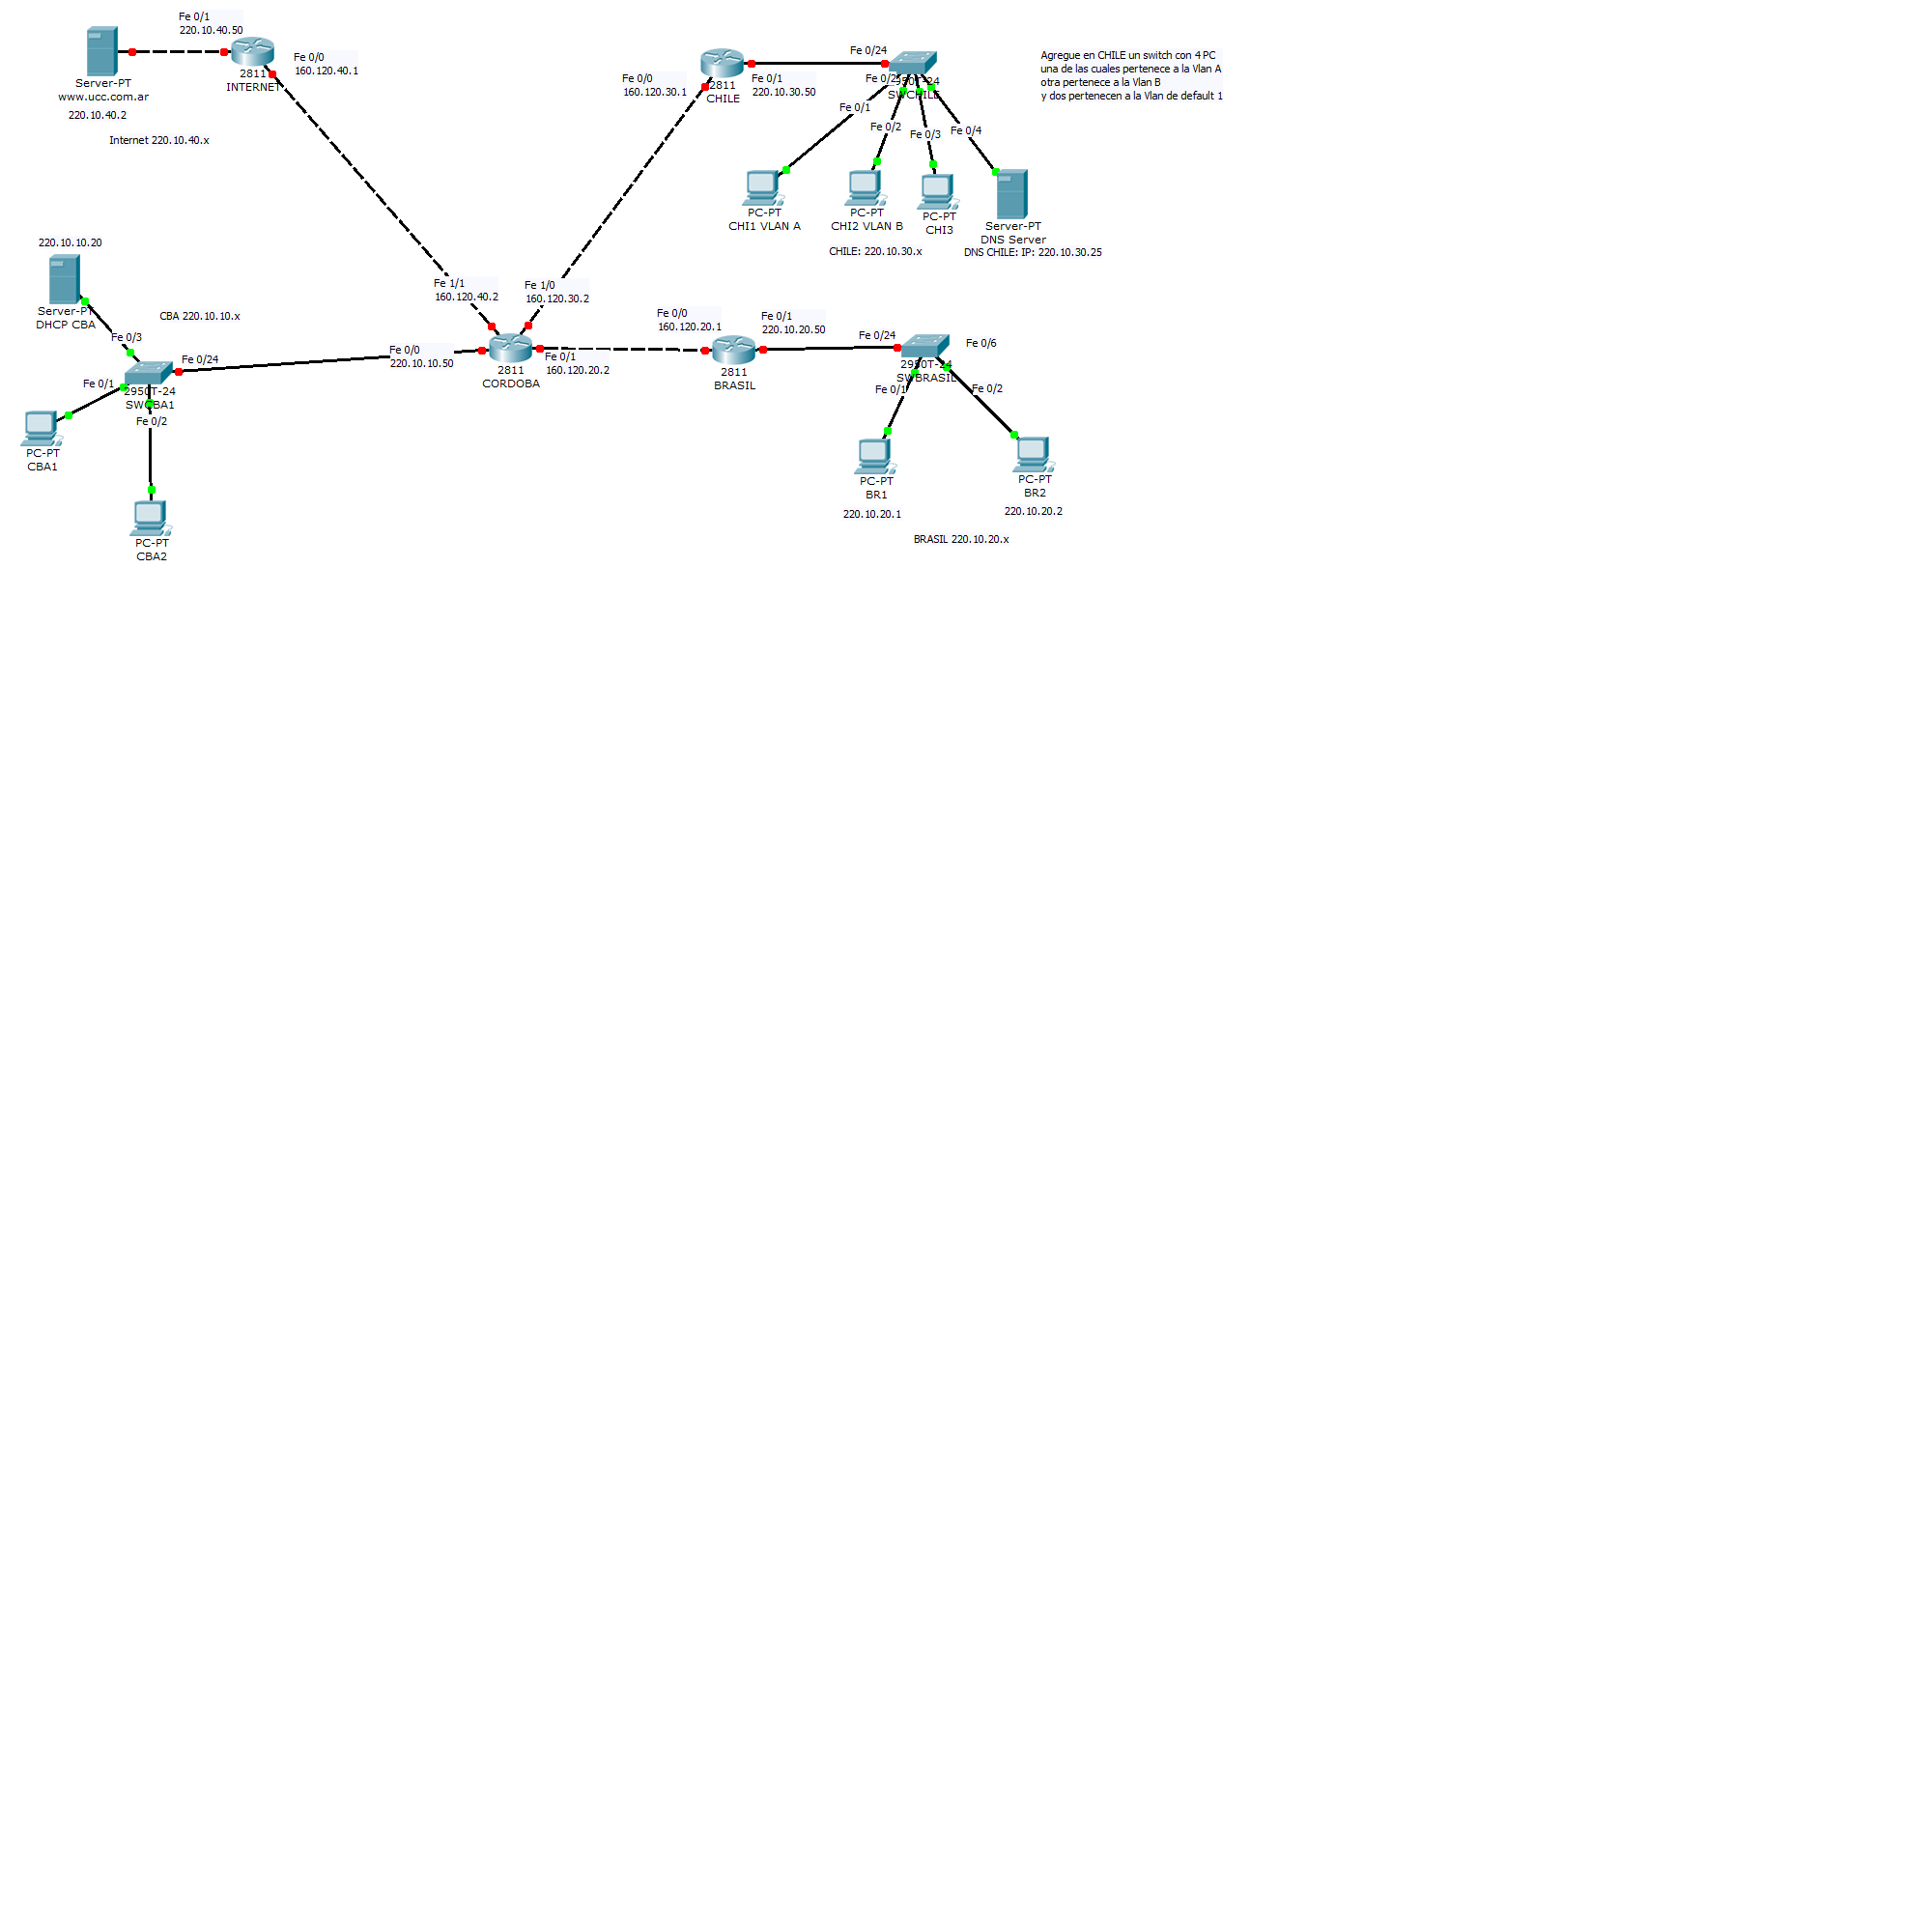 Fe 0/1
220.10.40.50
Server-PT
www.ucc.com.ar
220.10.40.2
2811
INTERNET
Fe 0/0
160.120.40.1
Internet 220.10.40.x
Fe 0/0
160.120.30.1
2811
CHILE
Fe 0/1
220.10.30.50
Fe 0/24
2950T-24
SWCHILE
Fe 0/1
Fe 0/2
Fe 0/3
Fe 0/4
PC-PT
CHI1 VLAN A
PC-PT
CHI2 VLAN B
PC-PT
CHI3
Server-PT
DNS Server
CHILE: 220.10.30.x
DNS CHILE: IP: 220.10.30.25
Agregue en CHILE un switch con 4 PC
una de las cuales pertenece a la Vlan A
otra pertenece a la Vlan B
y dos pertenecen a la Vlan de default 1
220.10.10.20
Server-PT
DHCP CBA
CBA 220.10.10.x
Fe 0/3
Fe 0/24
Fe 0/1
2950T-24
SWCBA1
Fe 0/2
PC-PT
CBA1
PC-PT
CBA2
Fe 1/1
160.120.40.2
Fe 1/0
160.120.30.2
Fe 0/0
220.10.10.50
2811
CORDOBA
Fe 0/1
160.120.20.2
Fe 0/0
160.120.20.1
Fe 0/1
220.10.20.50
2811
BRASIL
Fe 0/24
Fe 0/6
2950T-24
SWBRASIL
Fe 0/1
Fe 0/2
PC-PT
BR1
220.10.20.1
PC-PT
BR2
220.10.20.2
BRASIL 220.10.20.x